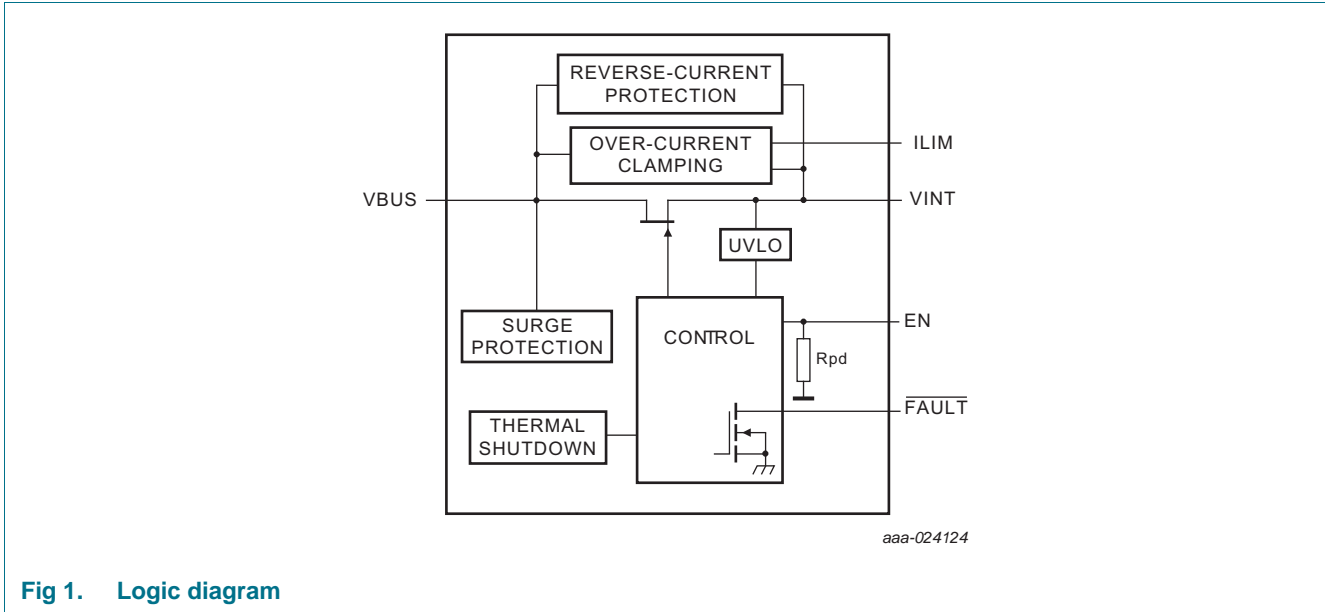 REVERSE-CURRENT
PROTECTION
OVER-CURRENT
CLAMPING
ILIM
VBUS
VINT
UVLO
SURGE
PROTECTION
CONTROL
EN
Rpd
FAULT
THERMAL
SHUTDOWN
aaa-024124
Fig 1. Logic diagram